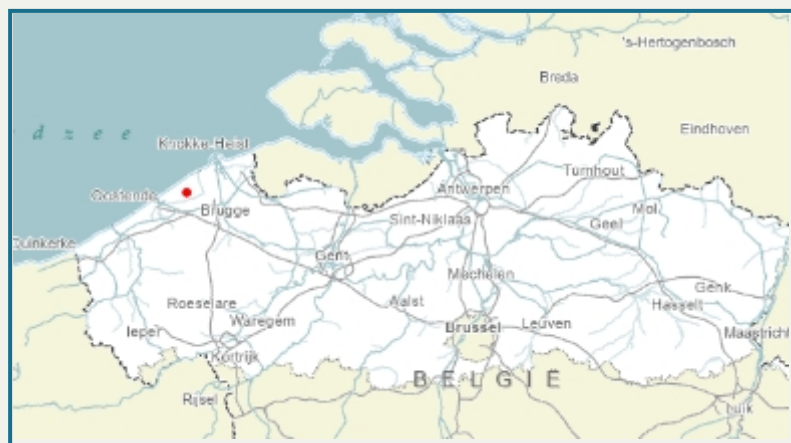 's-Hertogenbosch
Breda
Eindhoven
d z e e
Knokke-Heist
Turnhout
Oostende
Antwerpen
Mol
Brugge
Sint-Niklaas
Geel
Duinkerke
Gent
Mechelen
Genk
Roeselare
Aalst
Hasselt
Ieper
Waregem
Brussel
Leuven
Maastricht
Kortrijk
BELGIË
Rijsel
Luik